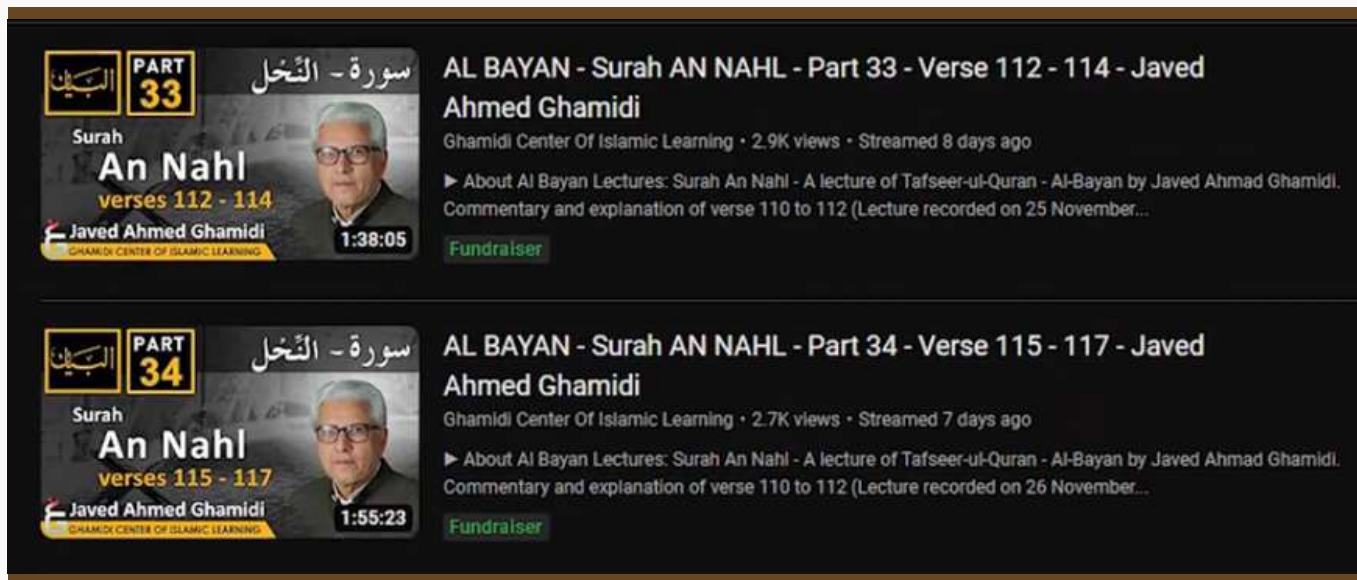 البيان
PART
33
سورة - النَّحْل
Surah
An Nahl
verses 112 - 114
Javed Ahmed Ghamidi
GHAMIDI CENTER OF ISLAMIC LEARNING
1:38:05
AL BAYAN - Surah AN NAHL - Part 33 - Verse 112 - 114 - Javed
Ahmed Ghamidi
Ghamidi Center Of Islamic Learning • 2.9K views • Streamed 8 days ago
► About Al Bayan Lectures: Surah An Nahl - A lecture of Tafseer-ul-Quran - Al-Bayan by Javed Ahmad Ghamidi.
Commentary and explanation of verse 110 to 112 (Lecture recorded on 25 November...
Fundraiser
البيان
PART
34
سورة - النَّحْل
Surah
An Nahl
verses 115 - 117
Javed Ahmed Ghamidi
GHAMIDI CENTER OF ISLAMIC LEARNING
1:55:23
AL BAYAN - Surah AN NAHL - Part 34 - Verse 115 - 117 - Javed
Ahmed Ghamidi
Ghamidi Center Of Islamic Learning • 2.7K views • Streamed 7 days ago
► About Al Bayan Lectures: Surah An Nahl - A lecture of Tafseer-ul-Quran - Al-Bayan by Javed Ahmad Ghamidi.
Commentary and explanation of verse 110 to 112 (Lecture recorded on 26 November...
Fundraiser